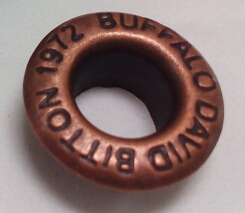 BUFFALO DAVID BITTON 1972